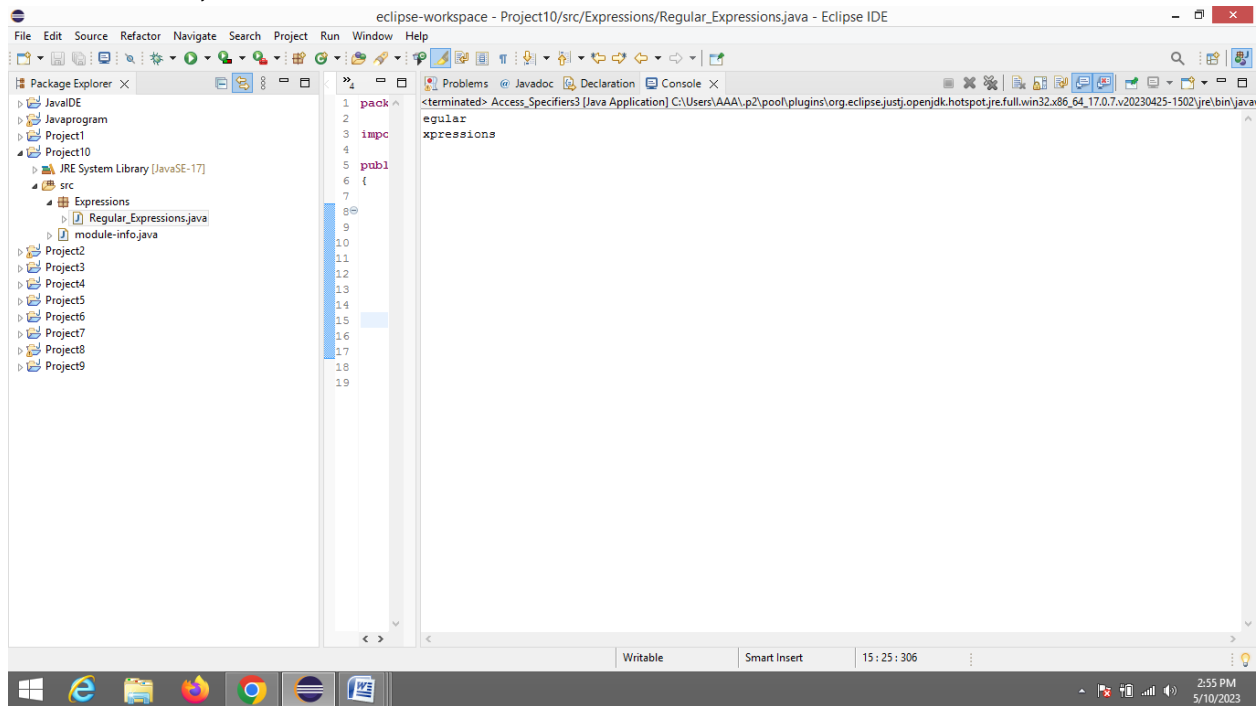 eclipse-workspace - Project10/src/Expressions/Regular_Expressions.java - Eclipse IDE
File Edit Source Refactor Navigate Search Project Run Window Help
Package Explorer
4
Problems @ Javadoc Declaration Console
JavaIDE
Javaprogram
Project1
Project10
JRE System Library [JavaSE-17]
src
Expressions
Regular_Expressions.java
module-info.java
Project2
Project3
Project4
Project5
Project6
Project7
Project8
Project9
1 pack
2
3 impo
4
5 publ
6 {
7
8
9
10
11
12
13
14
15
16
17
18
19
<terminated> Access_Specifiers3 [Java Application] C:\Users\AAA\.p2\pool\plugins\org.eclipse.justj.openjdk.hotspot.jre.full.win32.x86_64_17.0.7.v20230425-1502\jre\bin\java
egular
xpressions
Writable Smart Insert 15 : 25 : 306
2:55 PM
5/10/2023